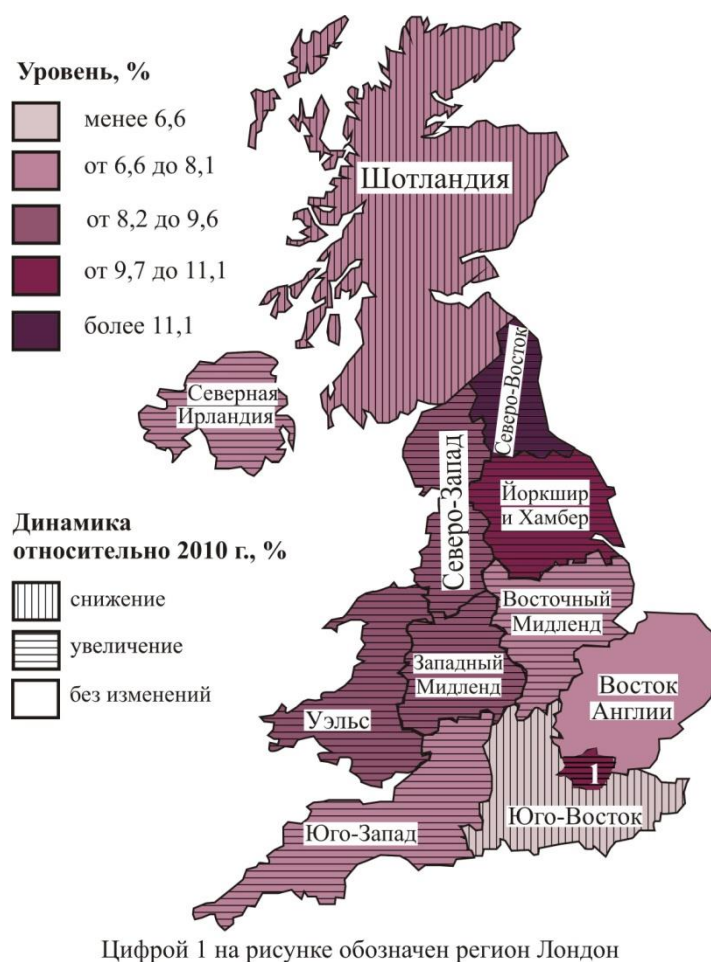 Уровень, %
менее 6,6
от 6,6 до 8,1
от 8,2 до 9,6
от 9,7 до 11,1
более 11,1
Шотландия
Северная
Ирландия
Северо-Восток
Северо-Запад
Йоркшир
и Хамбер
Динамика
относительно 2010 г., %
снижение
увеличение
без изменений
Восточный
Мидленд
Западный
Мидленд
Восток
Англии
Уэльс
1
Юго-Восток
Юго-Запад
Цифрой 1 на рисунке обозначен регион Лондон